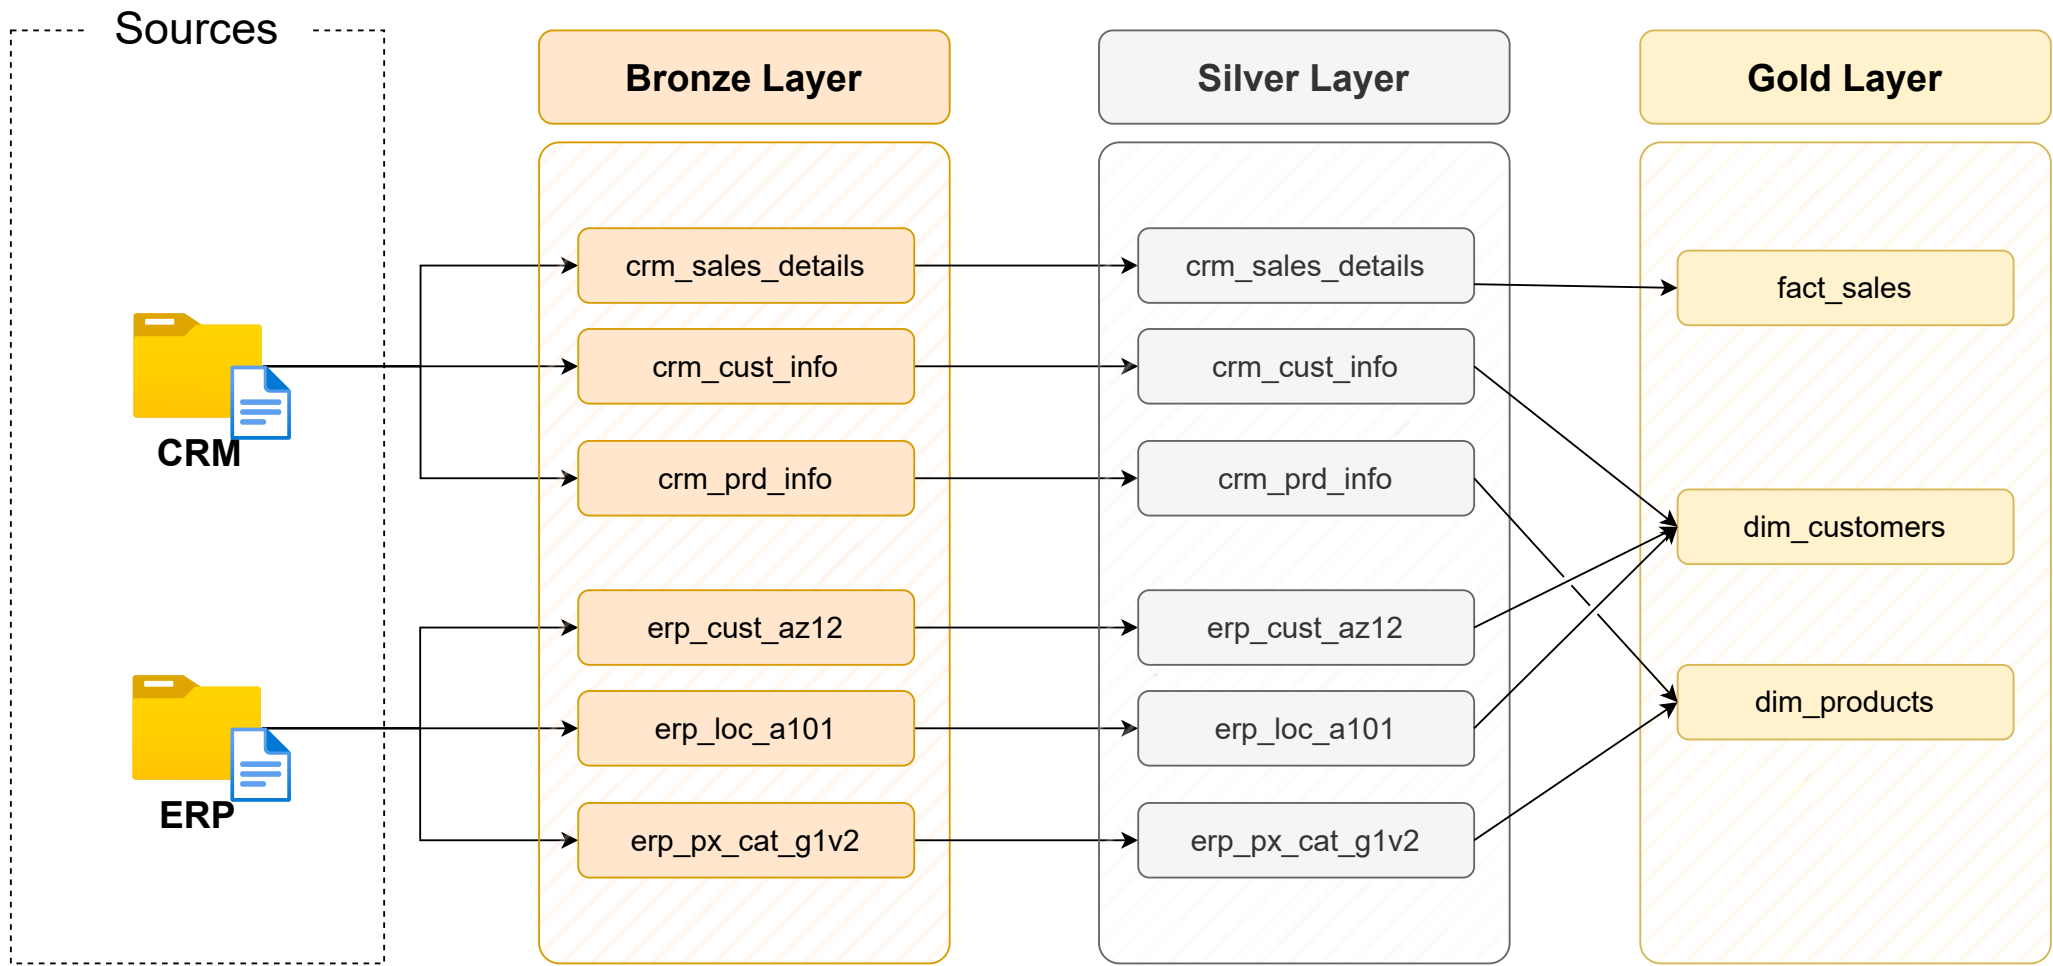 Sources
Bronze Layer
Silver Layer
Gold Layer
CRM
ERP
crm_sales_details
crm_cust_info
crm_prd_info
erp_cust_az12
erp_loc_a101
erp_px_cat_g1v2
crm_sales_details
crm_cust_info
crm_prd_info
erp_cust_az12
erp_loc_a101
erp_px_cat_g1v2
fact_sales
dim_customers
dim_products